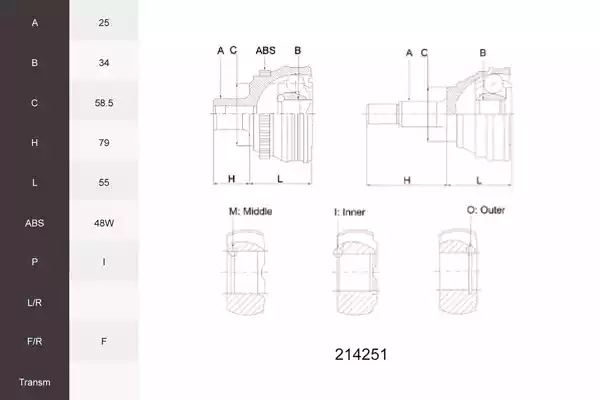 A 25
B 34
C 58.5
H 79
L 55
ABS 48W
P I
L/R
F/R F
Transm
A C ABS B
A C B
H L
H L
M: Middle
I: Inner
O: Outer
214251